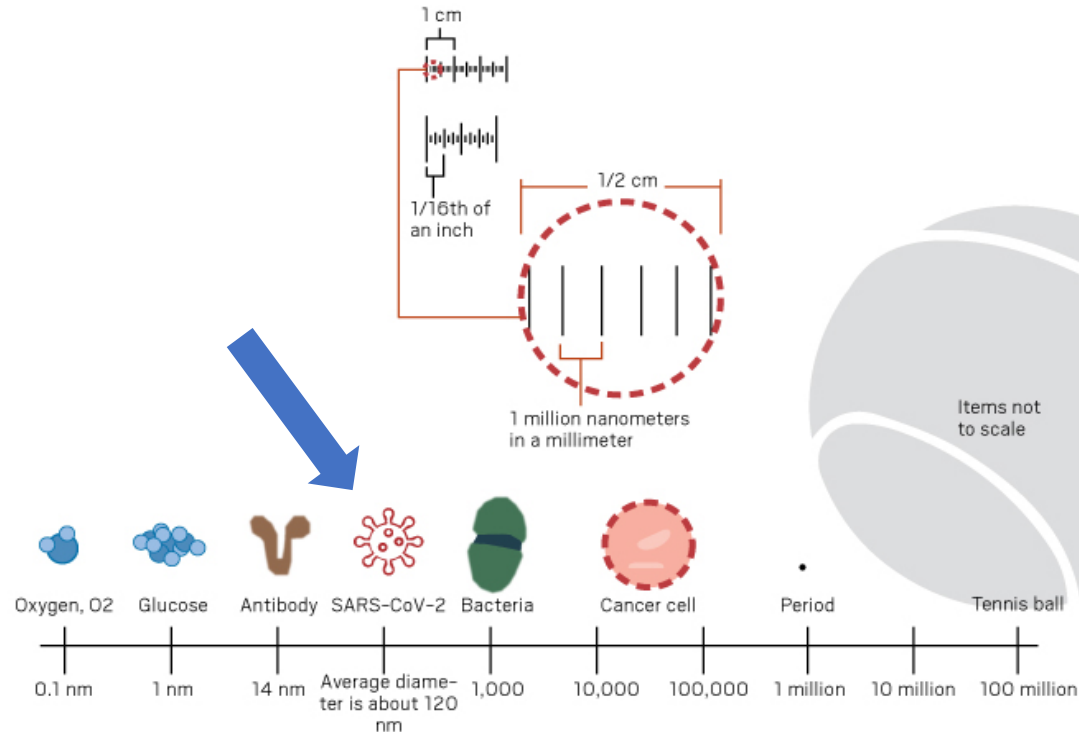 1 cm
1/16th of
an inch
1/2 cm
1 million nanometers
in a millimeter
Items not
to scale
Oxygen, O2
Glucose
Antibody
SARS-CoV-2
Bacteria
Cancer cell
Period
Tennis ball
0.1 nm
1 nm
14 nm
Average diame-
ter is about 120
nm
1,000
10,000
100,000
1 million
10 million
100 million